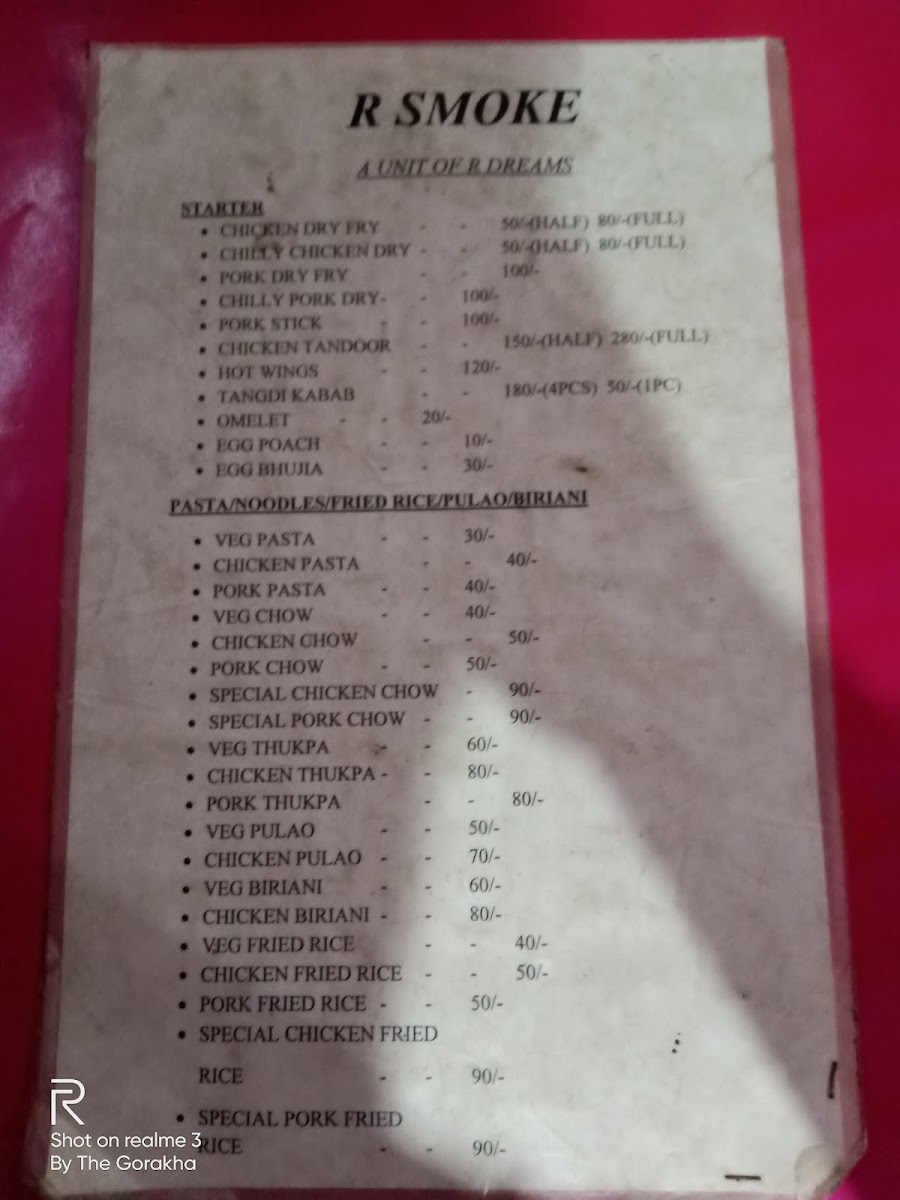 R SMOKE
A UNIT OF R DREAMS
STARTER
• CHICKEN DRY FRY - - 50/-(HALF) 80/-(FULL)
• CHILLY CHICKEN DRY - - 50/-(HALF) 80/-(FULL)
• PORK DRY FRY - - 100/-
• CHILLY PORK DRY- - 100/-
• PORK STICK - - 100/-
• CHICKEN TANDOOR - - 150/-(HALF) 280/-(FULL)
• HOT WINGS - - 120/-
• TANGDI KABAB - - 180/-(4PCS) 50/-(1PC)
• OMELET - - 20/-
• EGG POACH - - 10/-
• EGG BHUJIA - - 30/-
PASTA/NOODLES/FRIED RICE/PULAO/BIRIANI
• VEG PASTA - - 30/-
• CHICKEN PASTA - - 40/-
• PORK PASTA - - 40/-
• VEG CHOW - - 40/-
• CHICKEN CHOW - - 50/-
• PORK CHOW - - 50/-
• SPECIAL CHICKEN CHOW - 90/-
• SPECIAL PORK CHOW - - 90/-
• VEG THUKPA - - 60/-
• CHICKEN THUKPA - - 80/-
• PORK THUKPA - - 80/-
• VEG PULAO - - 50/-
• CHICKEN PULAO - - 70/-
• VEG BIRIANI - - 60/-
• CHICKEN BIRIANI - - 80/-
• VEG FRIED RICE - - 40/-
• CHICKEN FRIED RICE - - 50/-
• PORK FRIED RICE - - 50/-
• SPECIAL CHICKEN FRIED
RICE - - 90/-
• SPECIAL PORK FRIED
RICE - - 90/-
R
Shot on realme 3
By The Gorakha